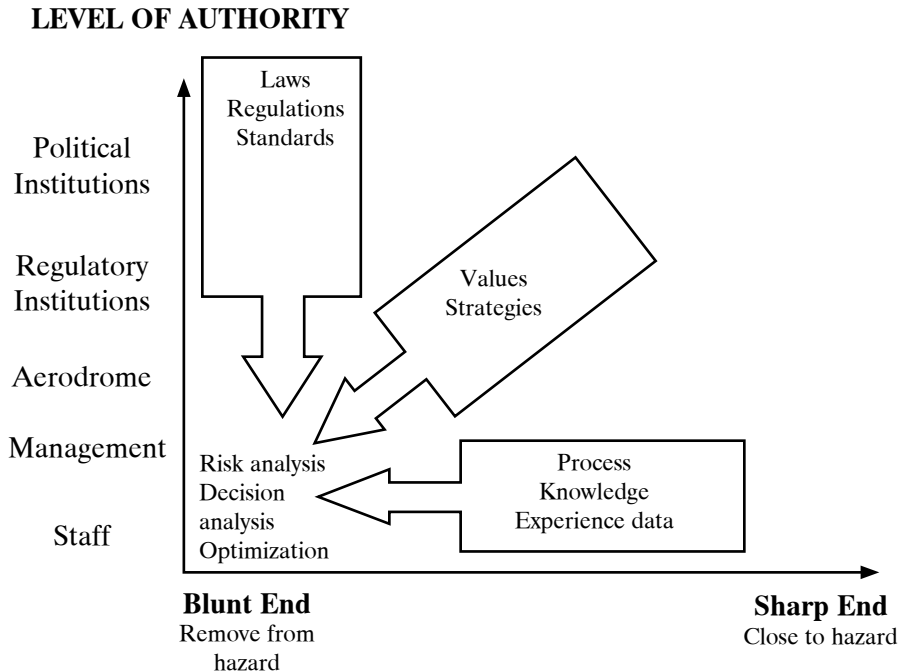 LEVEL OF AUTHORITY
Laws
Regulations
Standards
Political
Institutions
Regulatory
Institutions
Values
Strategies
Aerodrome
Management
Risk analysis
Decision
analysis
Optimization
Process
Knowledge
Experience data
Staff
Blunt End
Remove from
hazard
Sharp End
Close to hazard